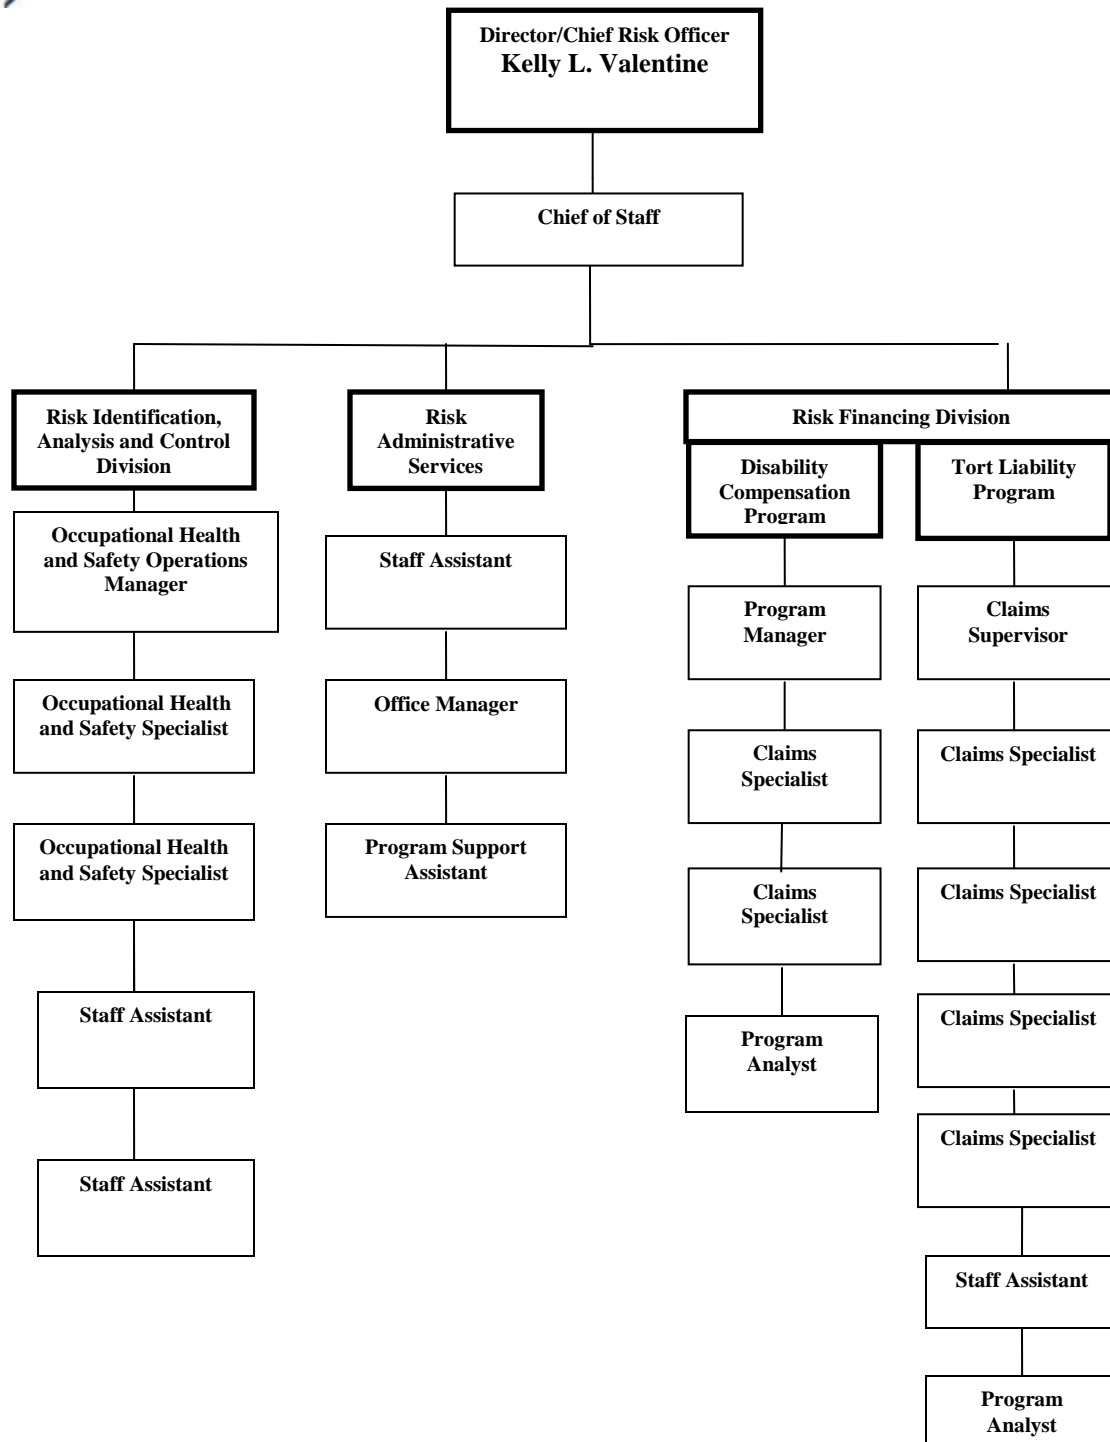 Director/Chief Risk Officer
Kelly L. Valentine
Chief of Staff
Risk Identification,
Analysis and Control
Division
Occupational Health
and Safety Operations
Manager
Occupational Health
and Safety Specialist
Occupational Health
and Safety Specialist
Staff Assistant
Staff Assistant
Risk
Administrative
Services
Staff Assistant
Office Manager
Program Support
Assistant
Risk Financing Division
Disability
Compensation
Program
Program
Manager
Claims
Specialist
Claims
Specialist
Program
Analyst
Tort Liability
Program
Claims
Supervisor
Claims Specialist
Claims Specialist
Claims Specialist
Claims Specialist
Staff Assistant
Program
Analyst